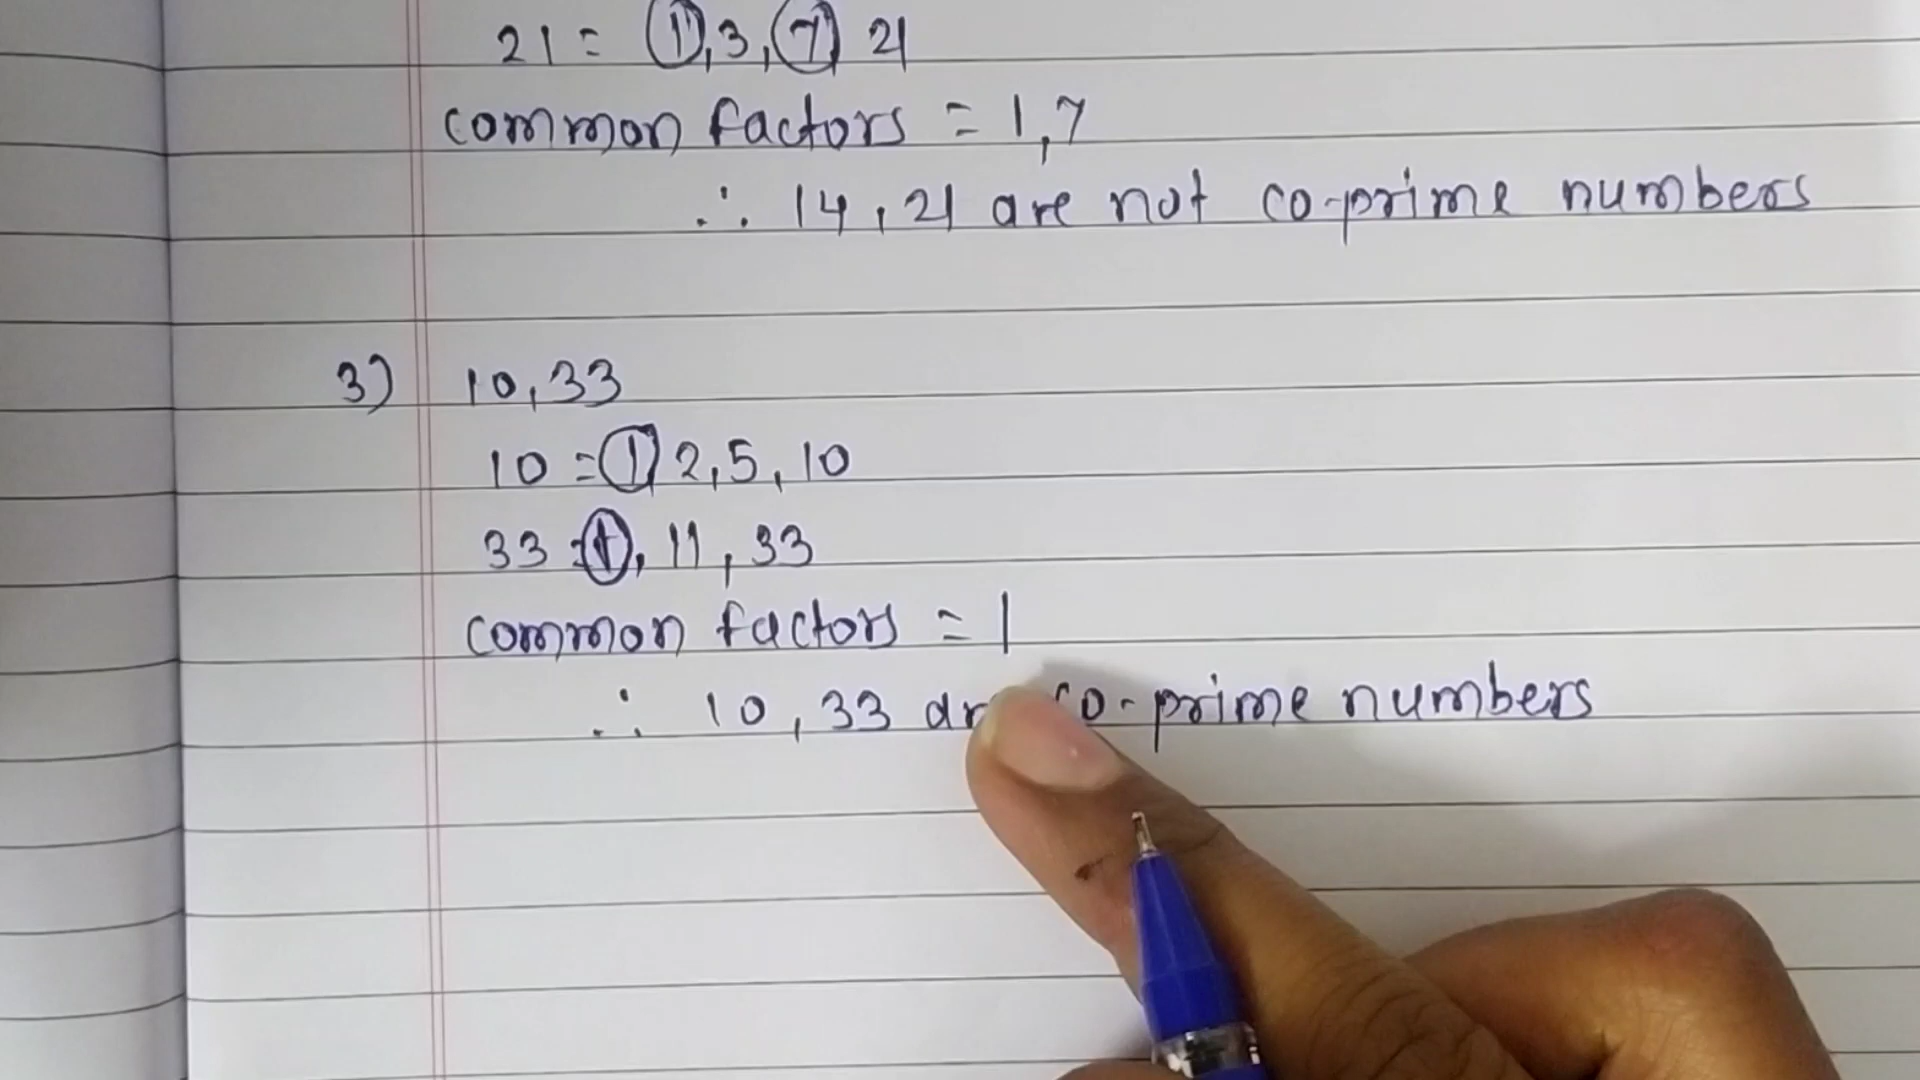 21 = 1, 3, 7, 21
common factors = 1, 7
∴ 14, 21 are not co-prime numbers
3) 10, 33
10 = 1, 2, 5, 10
33 = 1, 11, 33
common factors = 1
∴ 10, 33 are co-prime numbers